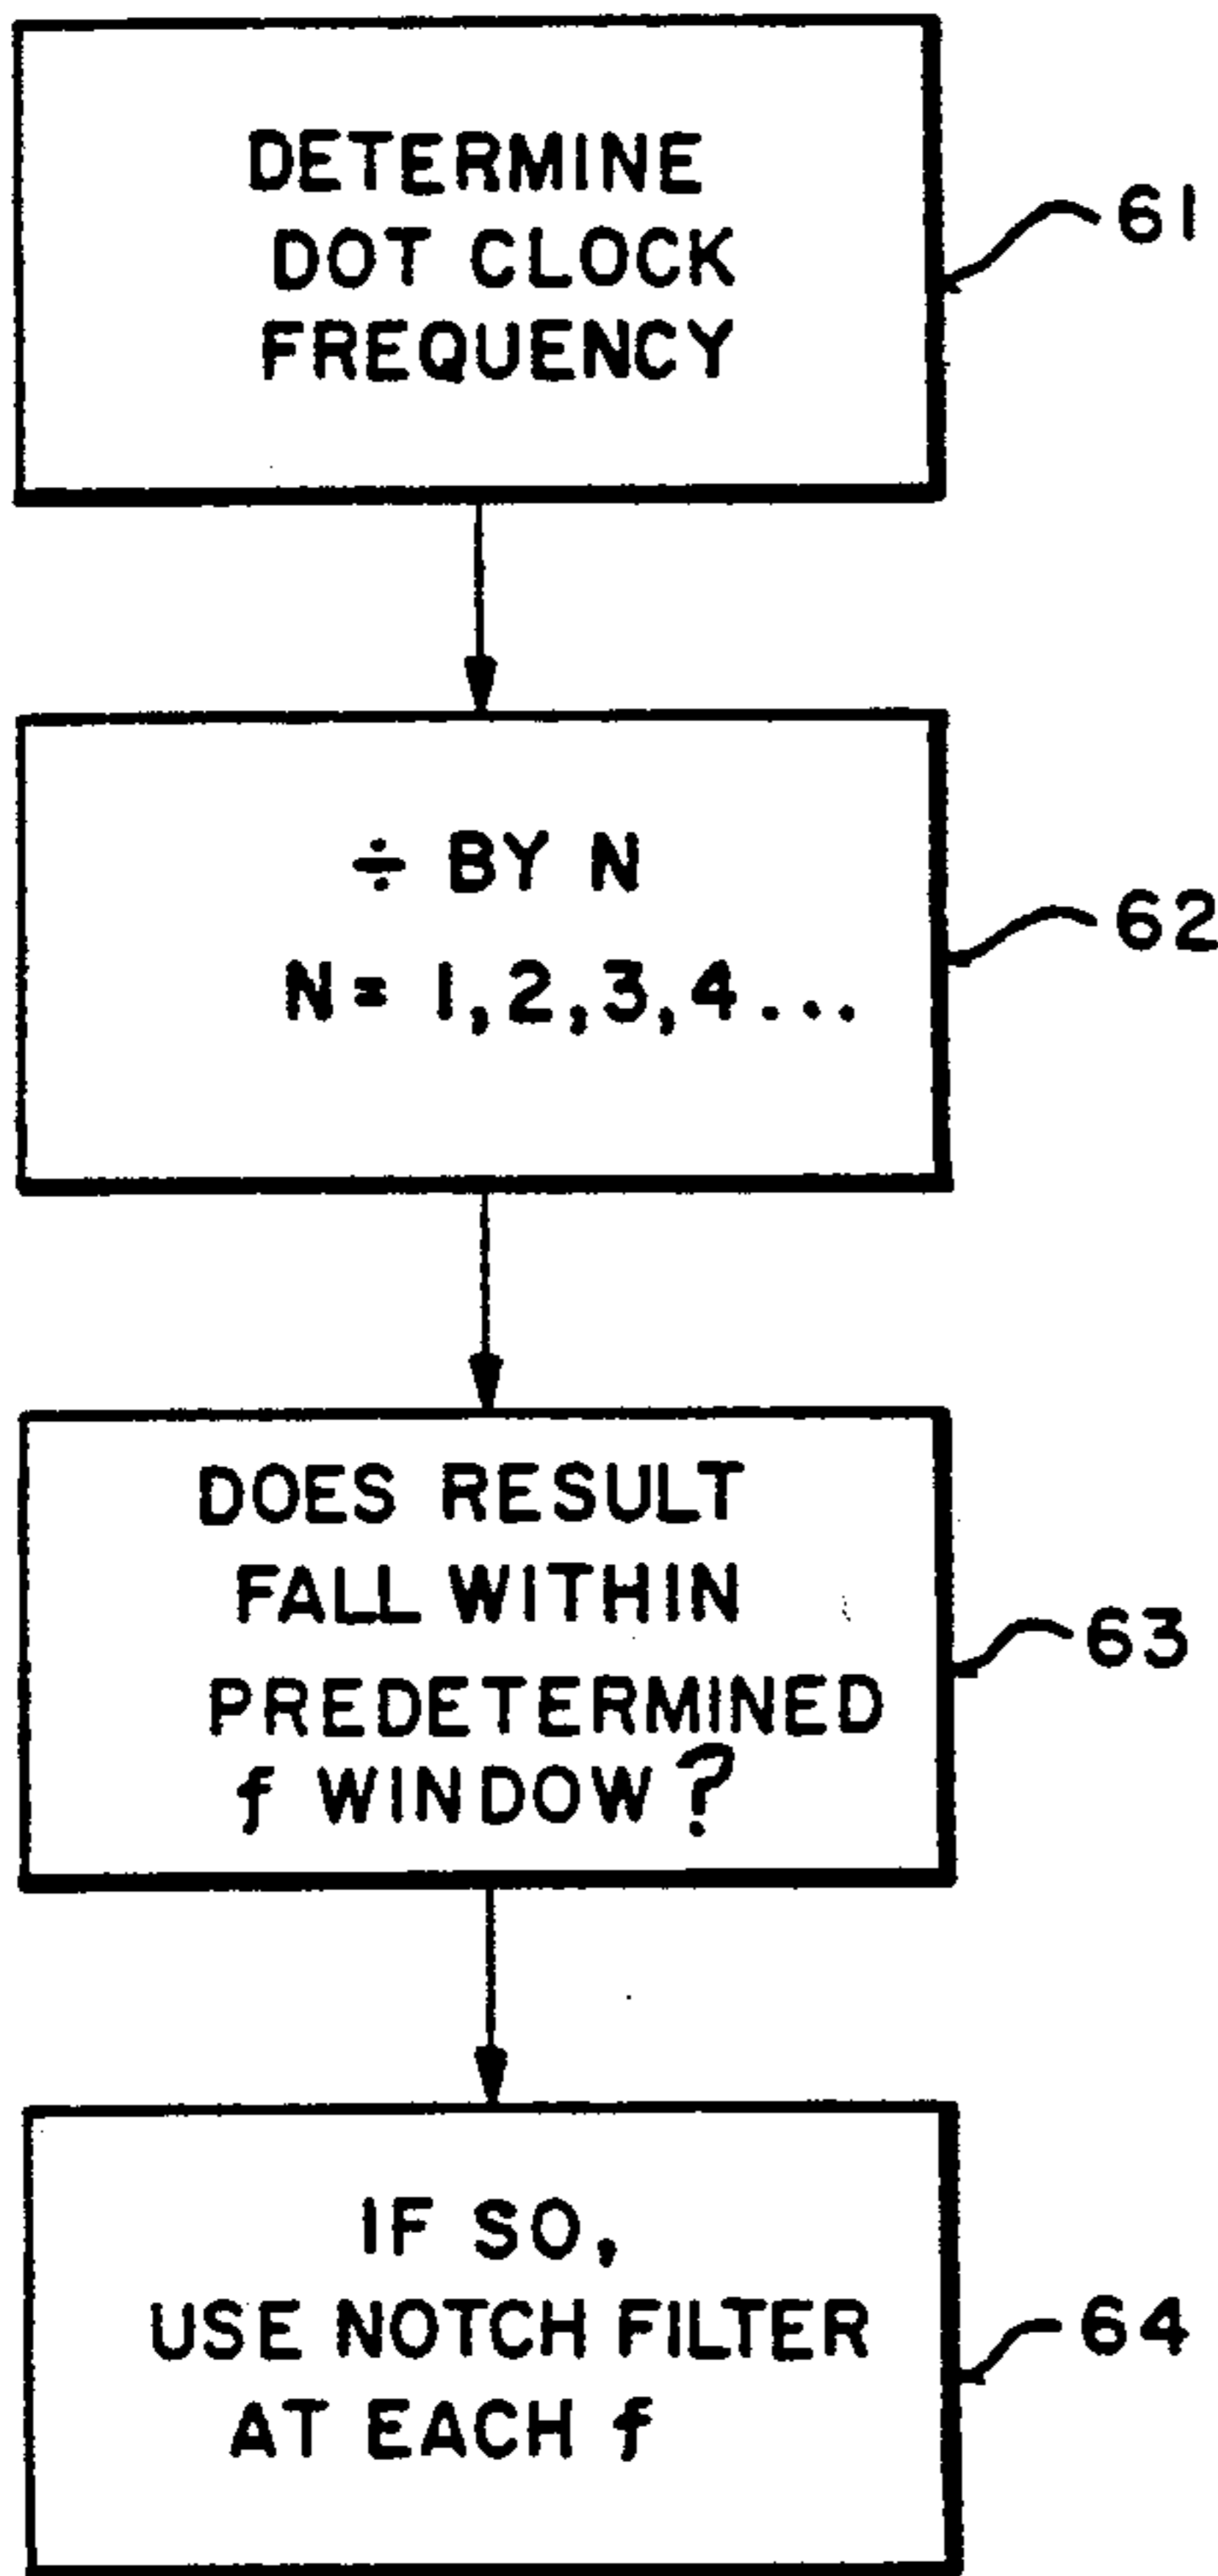 DETERMINE
DOT CLOCK
FREQUENCY
61
÷ BY N
N = 1, 2, 3, 4 ...
62
DOES RESULT
FALL WITHIN
PREDETERMINED
f WINDOW?
63
IF SO,
USE NOTCH FILTER
AT EACH f
64